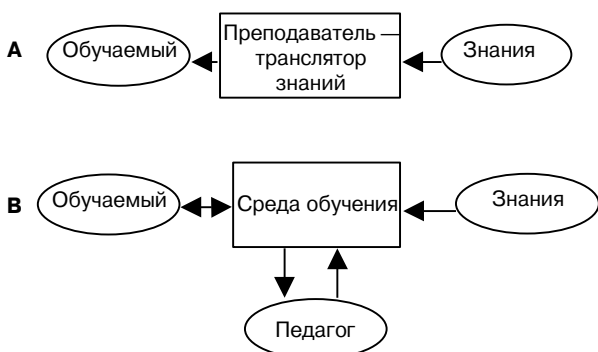 А
Обучаемый
Преподаватель —
транслятор
знаний
Знания
В
Обучаемый
Среда обучения
Знания
Педагог